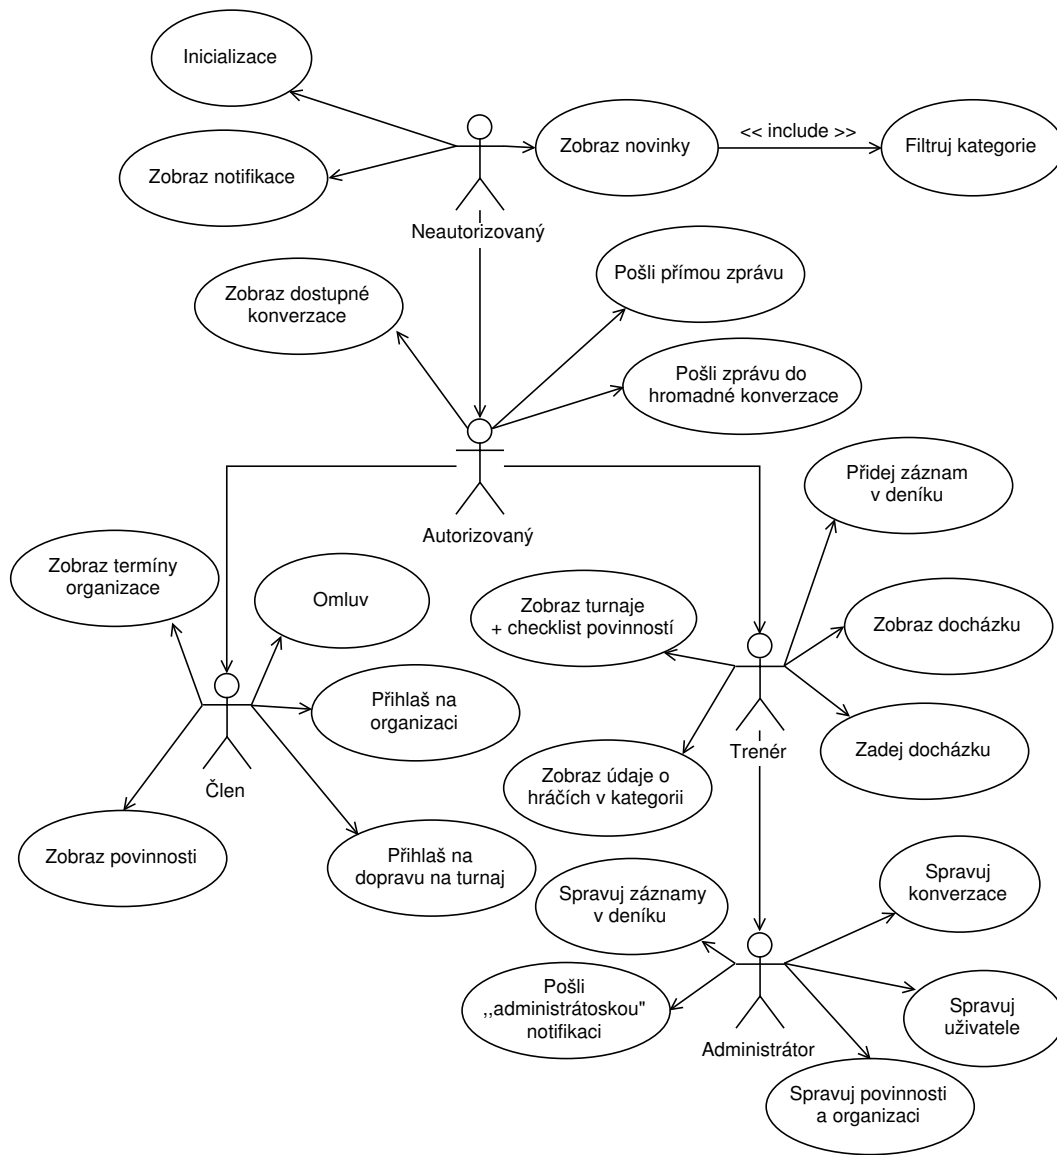 Inicializace
Zobraz novinky
<< include >>
Filtruj kategorie
Zobraz notifikace
Neautorizovaný
Zobraz dostupné
konverzace
Pošli přímou zprávu
Pošli zprávu do
hromadné konverzace
Autorizovaný
Přidej záznam
v deníku
Zobraz termíny
organizace
Omluv
Zobraz turnaje
+ checklist povinností
Zobraz docházku
Přihlaš na
organizaci
Člen
Trenér
Zadej docházku
Zobraz údaje o
hráčích v kategorii
Zobraz povinnosti
Přihlaš na
dopravu na turnaj
Spravuj záznamy
v deníku
Spravuj
konverzace
Pošli
,,administrátoskou"
notifikaci
Administrátor
Spravuj
uživatele
Spravuj povinnosti
a organizaci